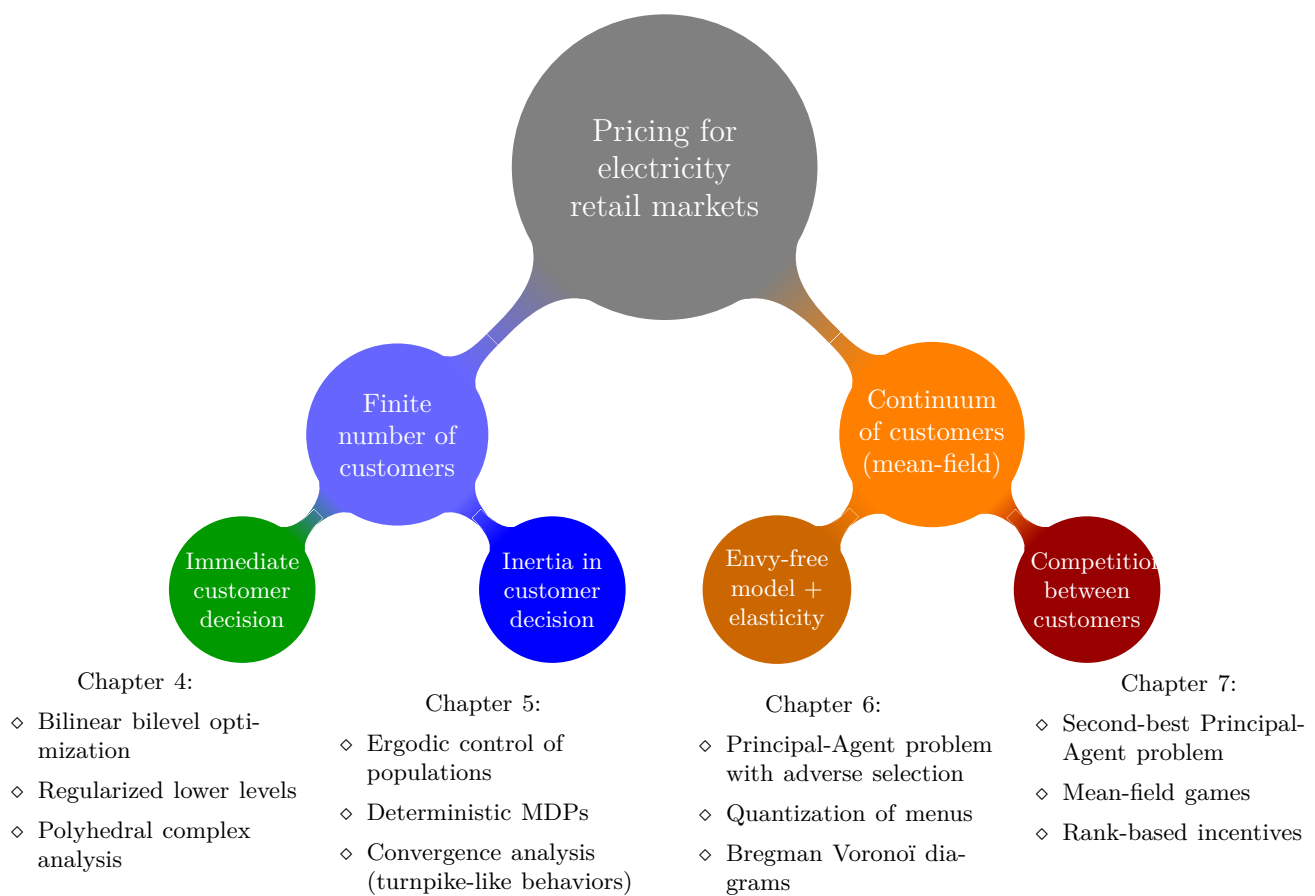 Pricing for
electricity
retail markets
Finite
number of
customers
Continuum
of customers
(mean-field)
Immediate
customer
decision
Inertia in
customer
decision
Envy-free
model +
elasticity
Competition
between
customers
Chapter 4:
⋄ Bilinear bilevel opti-
mization
⋄ Regularized lower levels
⋄ Polyhedral complex
analysis
Chapter 5:
⋄ Ergodic control of
populations
⋄ Deterministic MDPs
⋄ Convergence analysis
(turnpike-like behaviors)
Chapter 6:
⋄ Principal-Agent problem
with adverse selection
⋄ Quantization of menus
⋄ Bregman Voronoï dia-
grams
Chapter 7:
⋄ Second-best Principal-
Agent problem
⋄ Mean-field games
⋄ Rank-based incentives